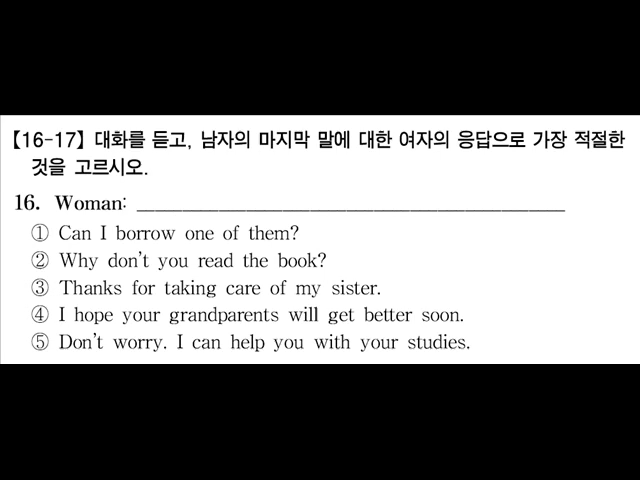 【16-17】 대화를 듣고, 남자의 마지막 말에 대한 여자의 응답으로 가장 적절한
것을 고르시오.
16. Woman: ________________________________________
① Can I borrow one of them?
② Why don't you read the book?
③ Thanks for taking care of my sister.
④ I hope your grandparents will get better soon.
⑤ Don't worry. I can help you with your studies.